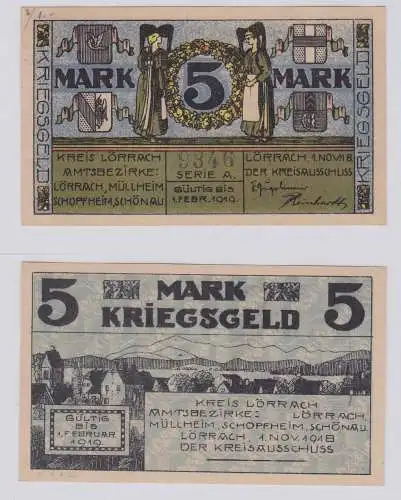 MARK 5 MARK
KRIEGSGELD
KRIEGSGELD
KREIS LÖRRACH
AMTSBEZIRKE:
LÖRRACH, MÜLLHEIM
SCHOPFHEIM, SCHÖNAU
9346
SERIE A.
GÜLTIG BIS
1. FEBR. 1919.
LÖRRACH, 1. NOV. 18.
DER KREISAUSSCHUSS
Reinhardt
5 MARK 5
KRIEGSGELD
GÜLTIG
BIS
1. FEBRUAR
1919.
KREIS LÖRRACH
AMTSBEZIRKE: LÖRRACH,
MÜLLHEIM, SCHOPFHEIM, SCHÖNAU
LÖRRACH, 1. NOV. 1918
DER KREISAUSSCHUSS